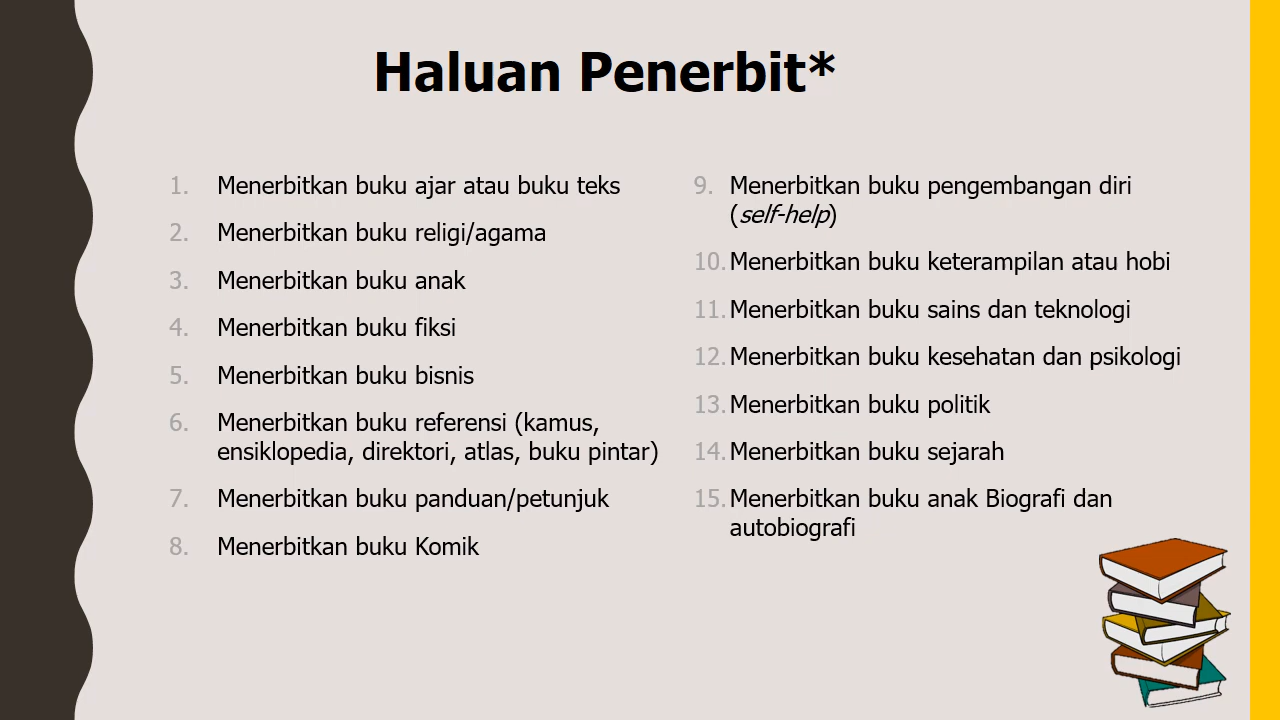 Haluan Penerbit*
1. Menerbitkan buku ajar atau buku teks
2. Menerbitkan buku religi/agama
3. Menerbitkan buku anak
4. Menerbitkan buku fiksi
5. Menerbitkan buku bisnis
6. Menerbitkan buku referensi (kamus,
ensiklopedia, direktori, atlas, buku pintar)
7. Menerbitkan buku panduan/petunjuk
8. Menerbitkan buku Komik
9. Menerbitkan buku pengembangan diri
(self-help)
10. Menerbitkan buku keterampilan atau hobi
11. Menerbitkan buku sains dan teknologi
12. Menerbitkan buku kesehatan dan psikologi
13. Menerbitkan buku politik
14. Menerbitkan buku sejarah
15. Menerbitkan buku anak Biografi dan
autobiografi